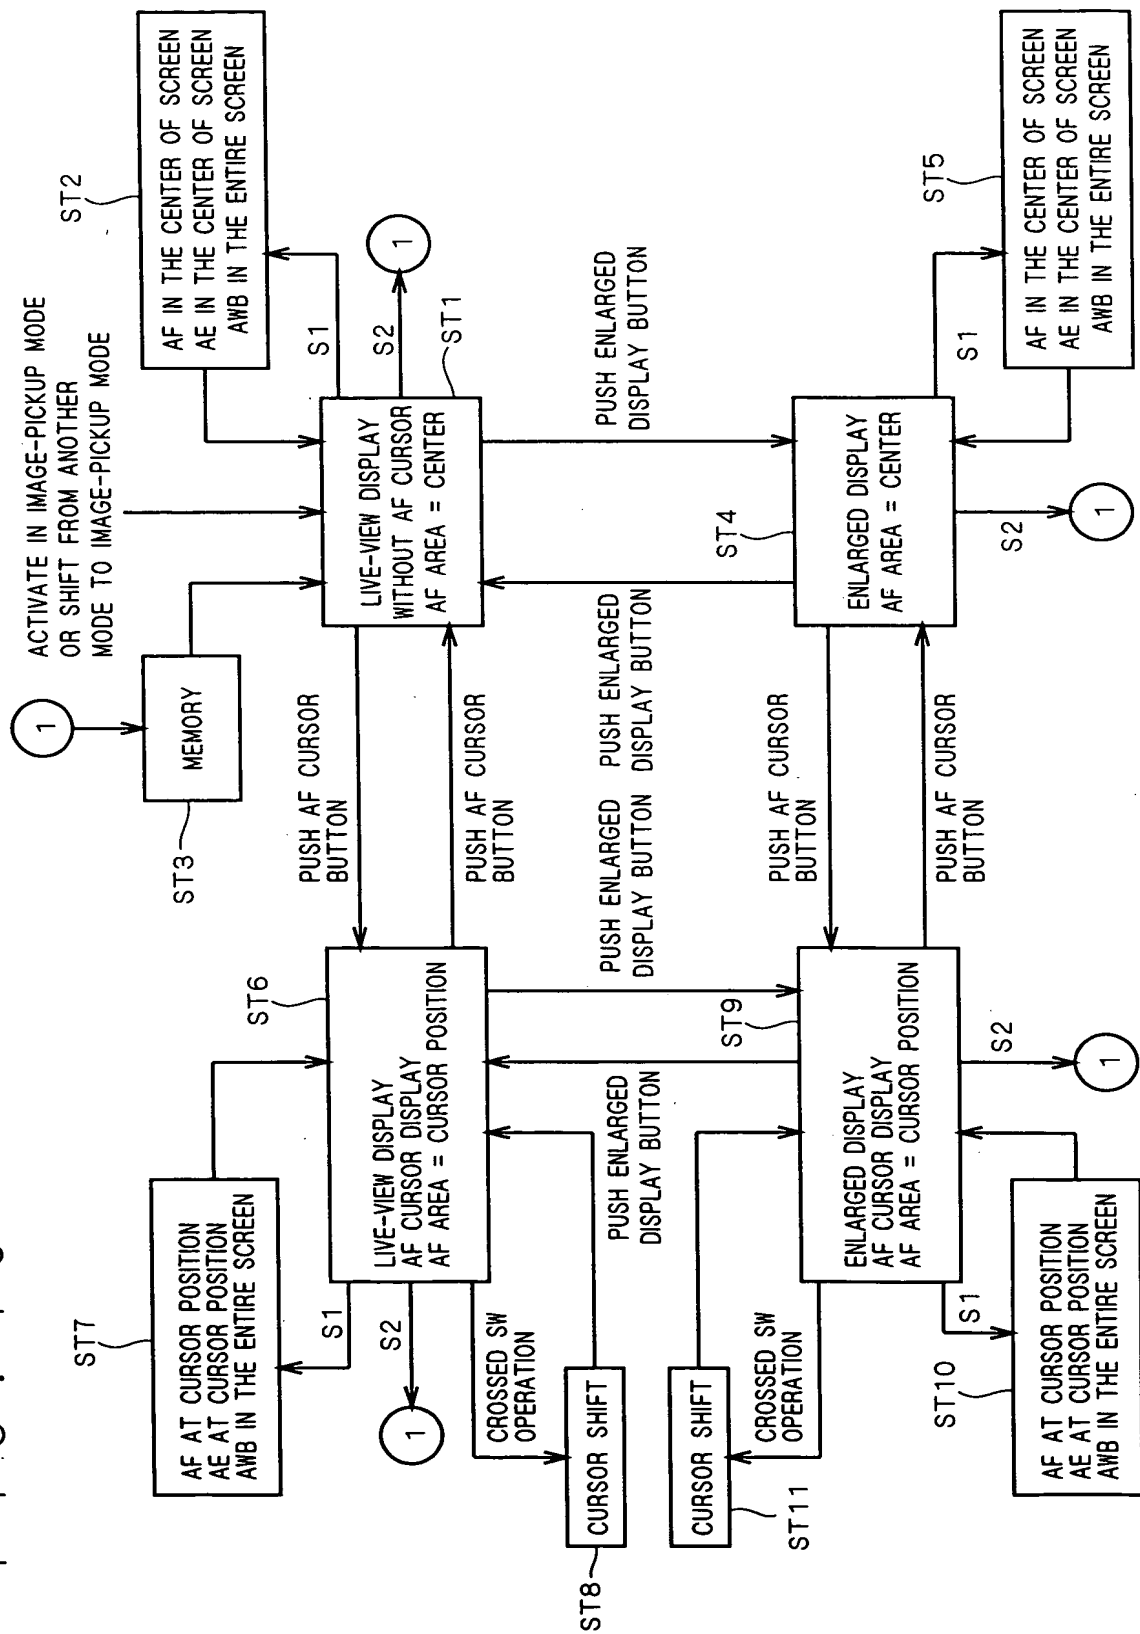 ACTIVATE IN IMAGE-PICKUP MODE
OR SHIFT FROM ANOTHER
MODE TO IMAGE-PICKUP MODE
1
MEMORY
ST3
ST7
AF AT CURSOR POSITION
AE AT CURSOR POSITION
AWB IN THE ENTIRE SCREEN
ST2
AF IN THE CENTER OF SCREEN
AE IN THE CENTER OF SCREEN
AWB IN THE ENTIRE SCREEN
S1
S2
1
ST6
LIVE-VIEW DISPLAY
AF CURSOR DISPLAY
AF AREA = CURSOR POSITION
PUSH AF CURSOR
BUTTON
PUSH AF CURSOR
BUTTON
LIVE-VIEW DISPLAY
WITHOUT AF CURSOR
AF AREA = CENTER
ST1
S1
S2
1
CROSSED SW
OPERATION
CURSOR SHIFT
ST8
PUSH ENLARGED
DISPLAY BUTTON
PUSH ENLARGED
DISPLAY BUTTON
PUSH ENLARGED
DISPLAY BUTTON
PUSH ENLARGED
DISPLAY BUTTON
CURSOR SHIFT
ST11
CROSSED SW
OPERATION
ST9
ENLARGED DISPLAY
AF CURSOR DISPLAY
AF AREA = CURSOR POSITION
PUSH AF CURSOR
BUTTON
PUSH AF CURSOR
BUTTON
ST4
ENLARGED DISPLAY
AF AREA = CENTER
S1
S2
1
S2
1
S1
ST10
AF AT CURSOR POSITION
AE AT CURSOR POSITION
AWB IN THE ENTIRE SCREEN
ST5
AF IN THE CENTER OF SCREEN
AE IN THE CENTER OF SCREEN
AWB IN THE ENTIRE SCREEN